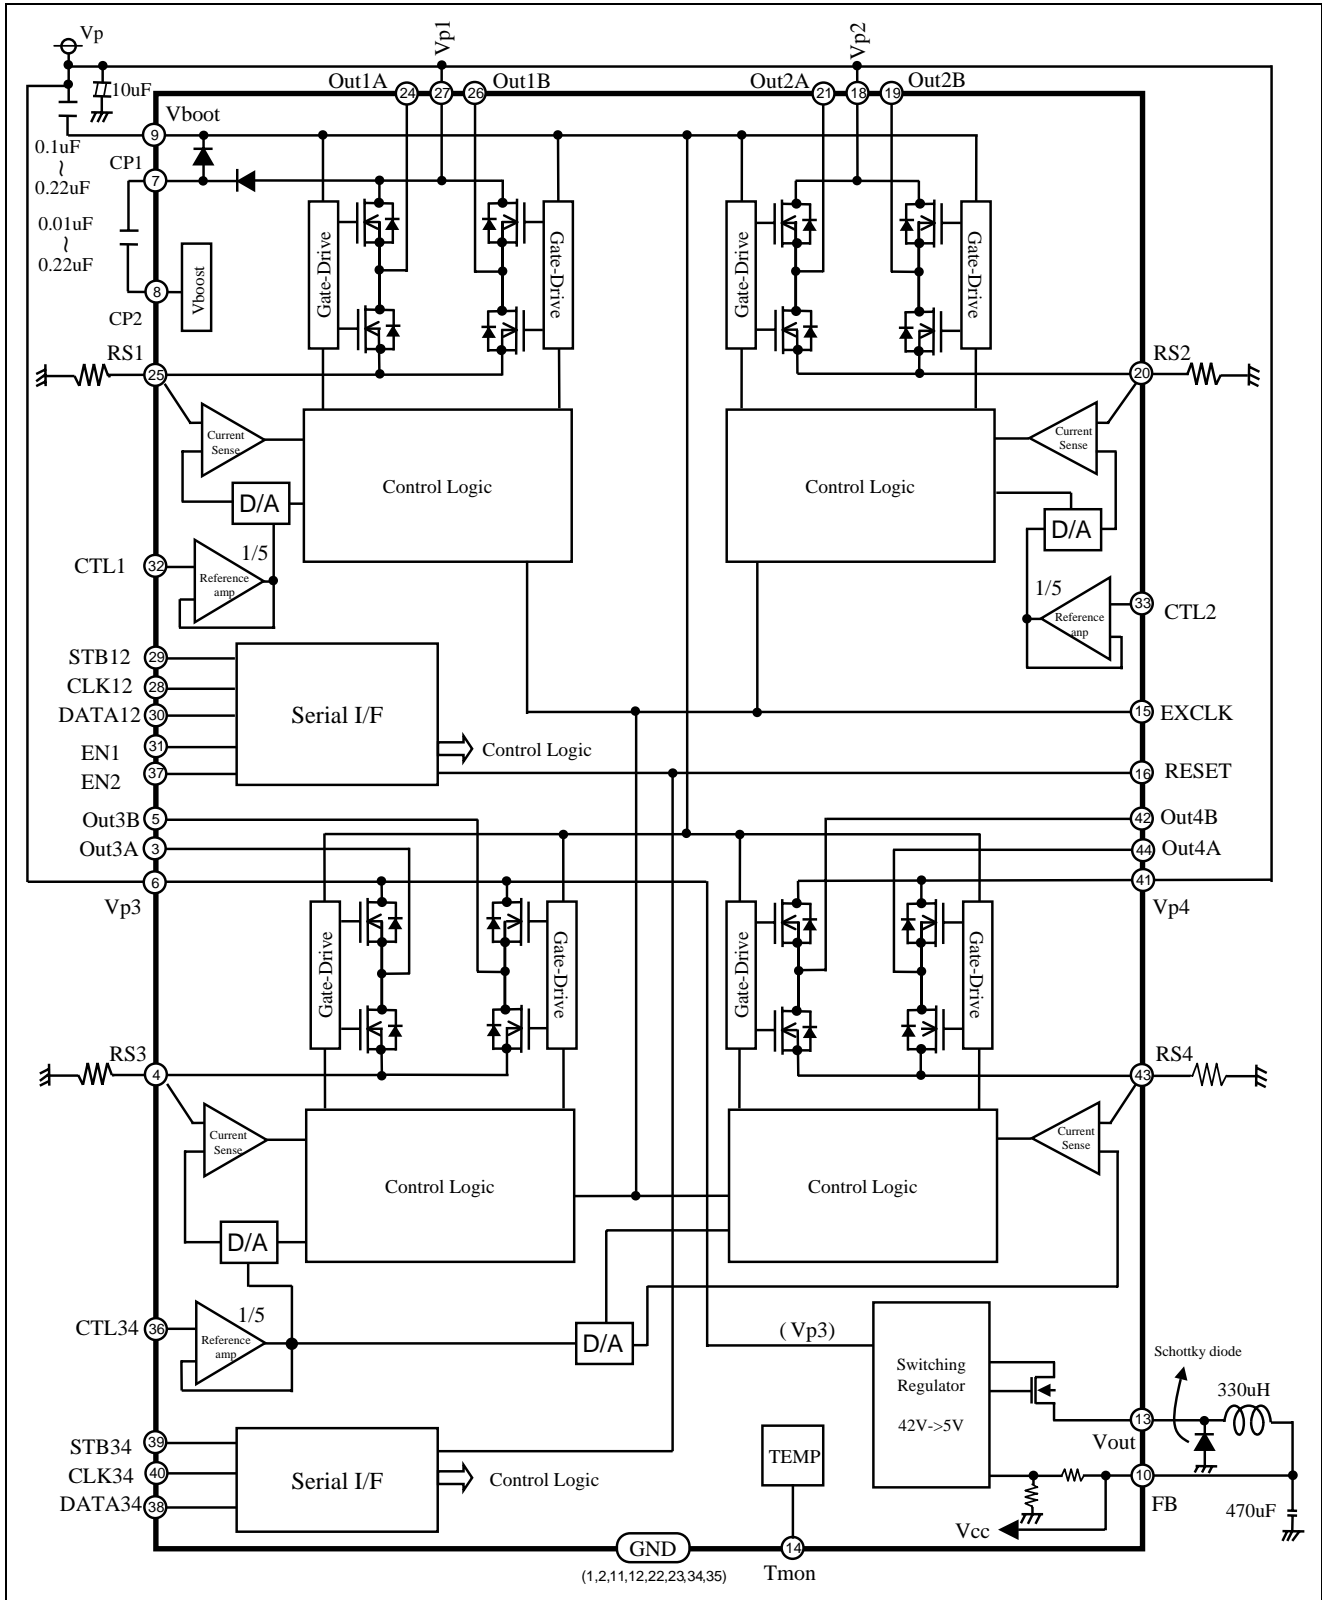 Vp
Vp1
Vp2
10uF
Out1A
24
27
26
Out1B
Out2A
21
18
19
Out2B
Vboot
9
0.1uF
~
0.22uF
CP1
7
0.01uF
~
0.22uF
8
Vboost
CP2
Gate-Drive
Gate-Drive
Gate-Drive
Gate-Drive
RS1
25
RS2
20
Current
Sense
Control Logic
D/A
Control Logic
Current
Sense
D/A
CTL1
32
1/5
Reference
amp
1/5
Reference
anp
33
CTL2
STB12
29
CLK12
28
DATA12
30
EN1
31
EN2
37
Serial I/F
Control Logic
15
EXCLK
16
RESET
Out3B
5
Out3A
3
6
Vp3
42
Out4B
44
Out4A
41
Vp4
Gate-Drive
Gate-Drive
Gate-Drive
Gate-Drive
RS3
4
RS4
43
Current
Sense
Control Logic
D/A
Control Logic
Current
Sense
CTL34
36
1/5
Reference
amp
D/A
( Vp3)
Switching
Regulator
42V->5V
Schottky diode
330uH
13
Vout
10
FB
470uF
Vcc
STB34
39
CLK34
40
DATA34
38
Serial I/F
Control Logic
TEMP
GND
(1,2,11,12,22,23,34,35)
14
Tmon